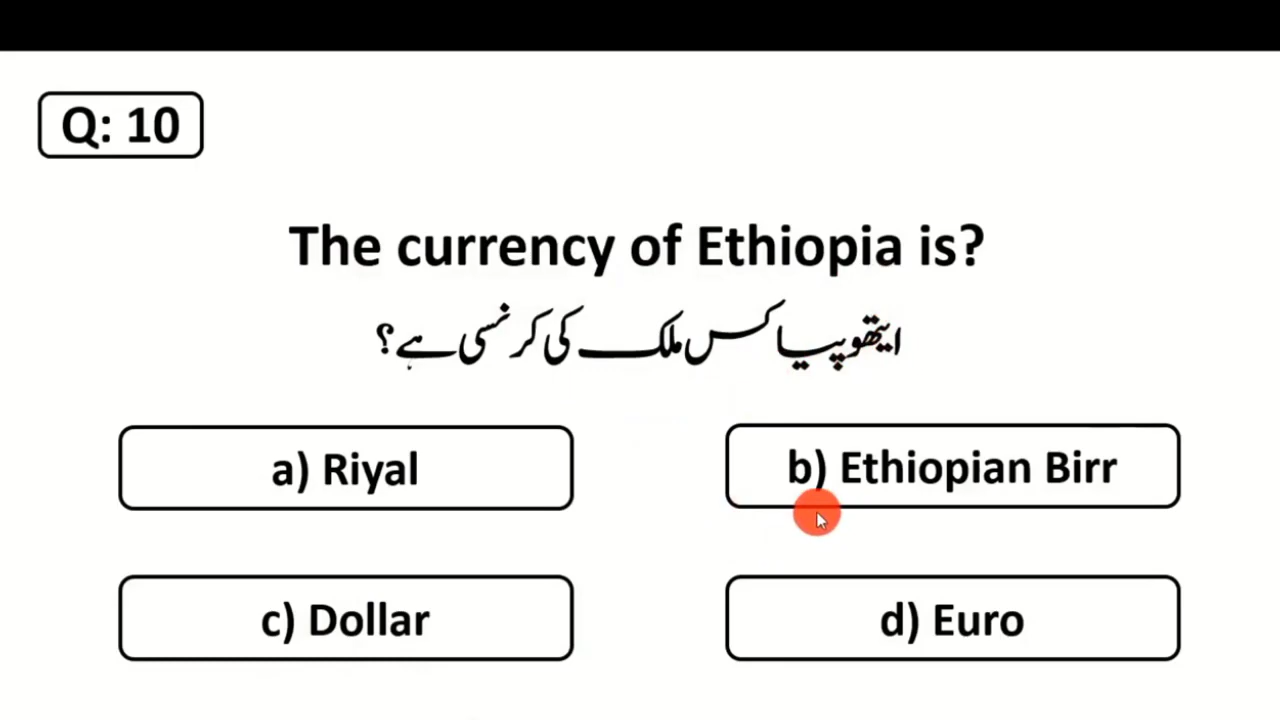 Q: 10
The currency of Ethiopia is?
ایتھوپیا کس ملک کی کرنسی ہے؟
a) Riyal
b) Ethiopian Birr
c) Dollar
d) Euro